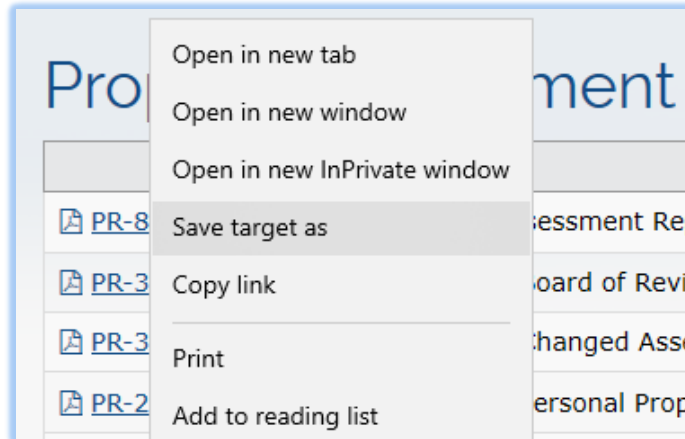 Pro
ment
Open in new tab
Open in new window
Open in new InPrivate window
Save target as
Copy link
Print
Add to reading list
PR-8
essment Re
PR-3
oard of Revi
PR-3
hanged Asse
PR-2
ersonal Prop